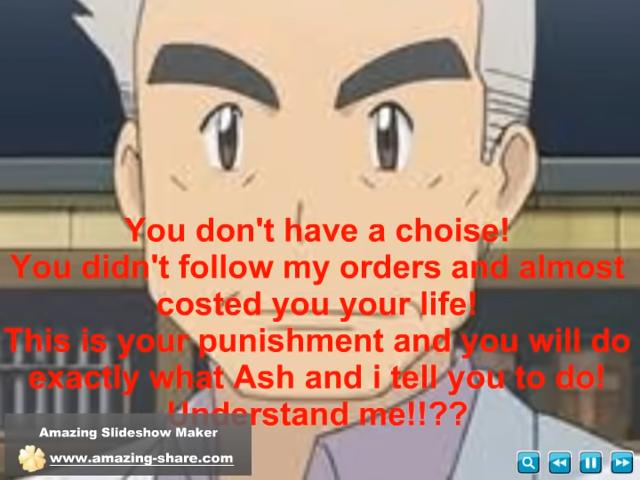 You don't have a choise!
You didn't follow my orders and almost
costed you your life!
This is your punishment and you will do
exactly what Ash and i tell you to do!
Understand me!!??
Amazing Slideshow Maker
www.amazing-share.com